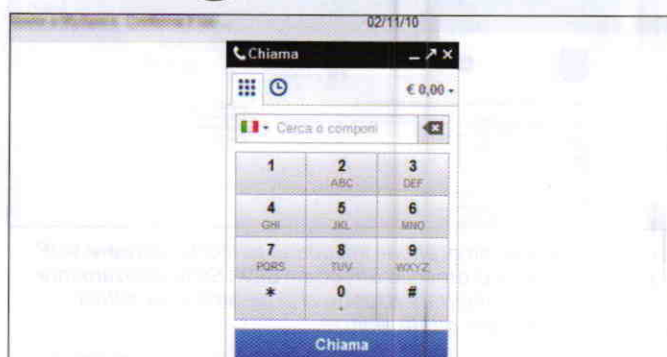 02/11/10
Chiama
€ 0,00
Cerca o componi
1 2 3
ABC DEF
4 5 6
GHI JKL MNO
7 8 9
PQRS TUV WXYZ
* 0 #
+
Chiama